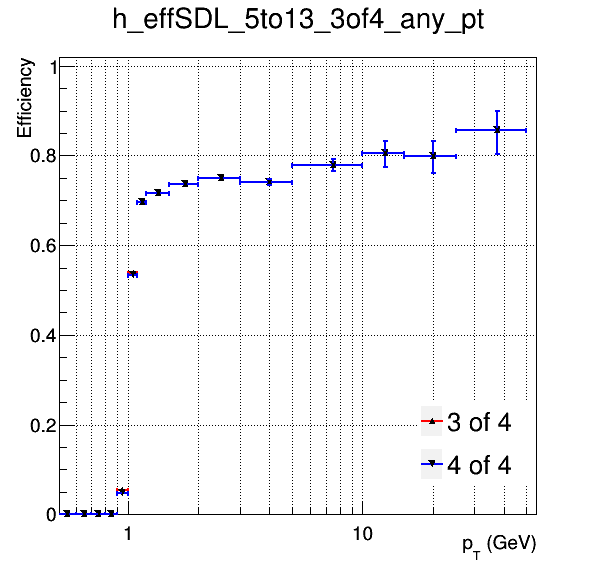 h_effSDL_5to13_3of4_any_pt
Efficiency
1
0.8
0.6
0.4
0.2
0
3 of 4
4 of 4
1
10
pT (GeV)